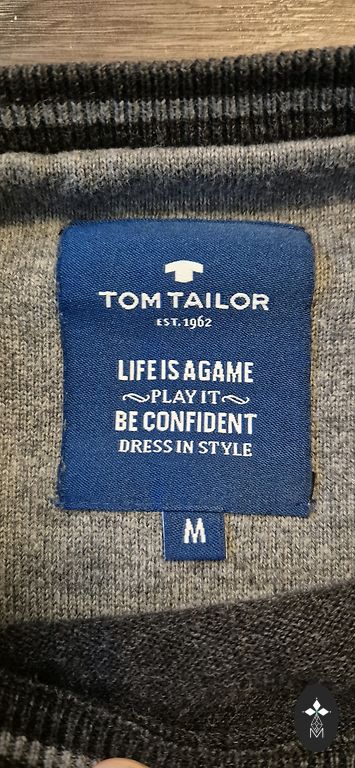 TOM TAILOR
EST. 1962
LIFE IS A GAME
~PLAY IT~
BE CONFIDENT
DRESS IN STYLE
M
M